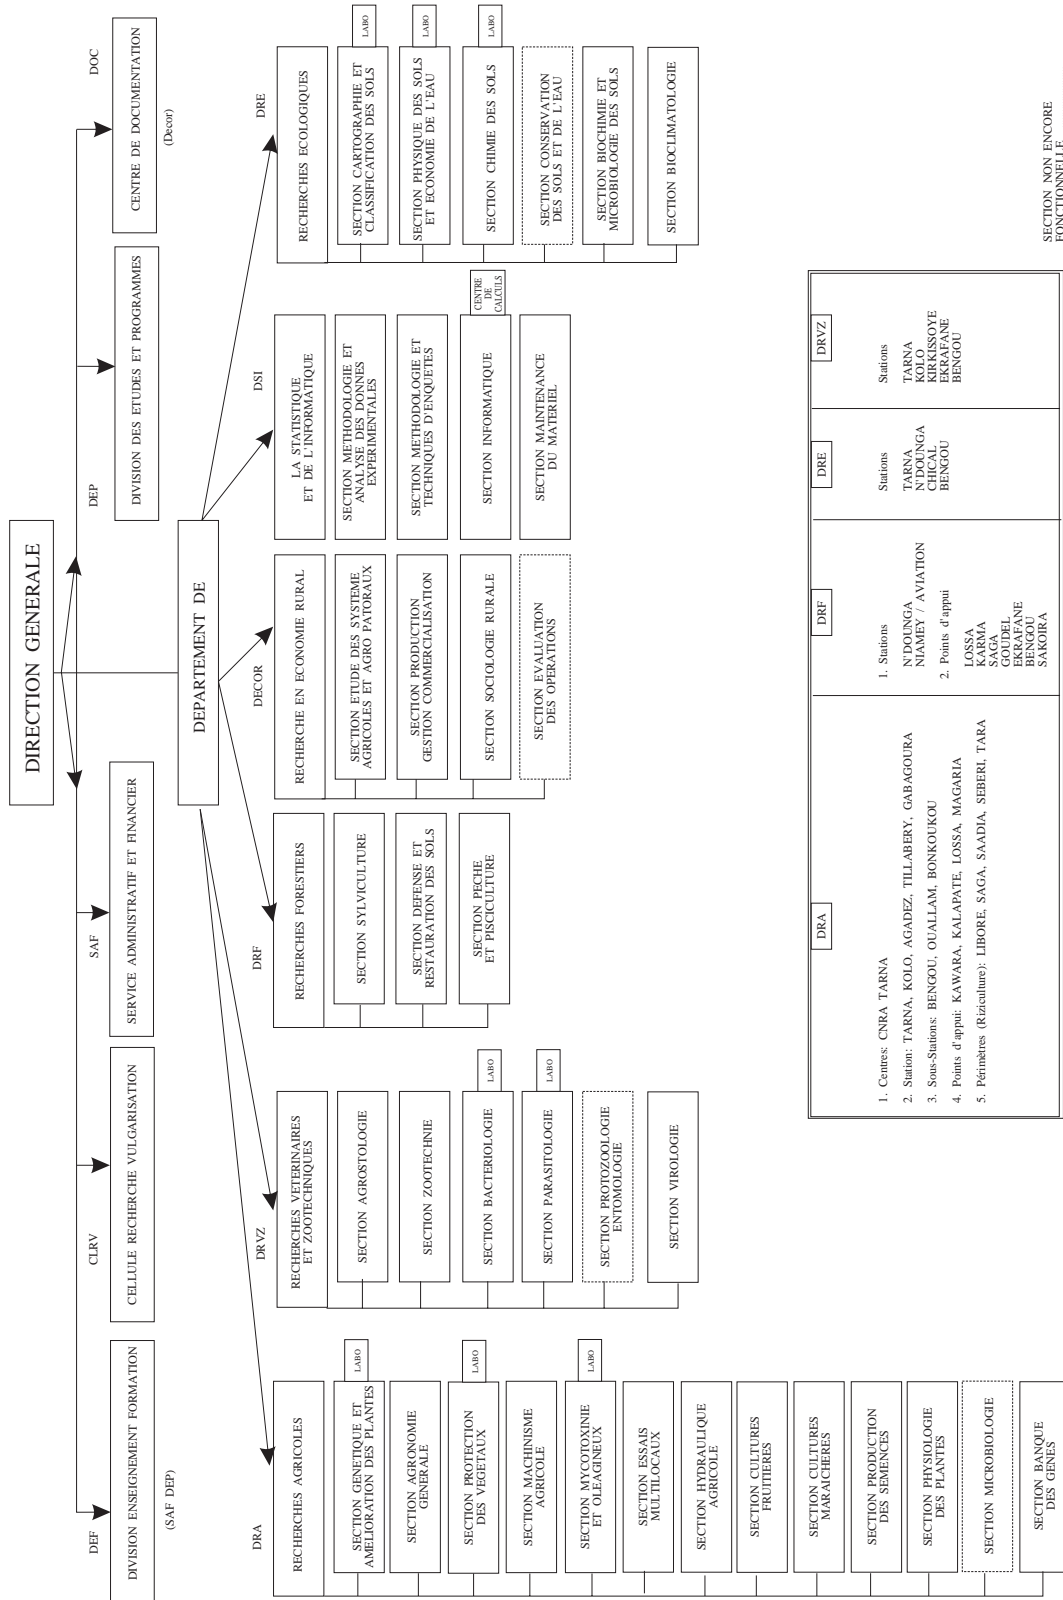 DIRECTION GENERALE
DEF
CLRV
SAF
DEP
DOC
DIVISION ENSEIGNEMENT FORMATION
(SAF DEP)
CELLULE RECHERCHE VULGARISATION
SERVICE ADMINISTRATIF ET FINANCIER
DIVISION DES ETUDES ET PROGRAMMES
CENTRE DE DOCUMENTATION
(Decor)
DEPARTEMENT DE
DRA
RECHERCHES AGRICOLES
SECTION GENETIQUE ET
AMELIORATION DES PLANTES
LABO
SECTION AGRONOMIE
GENERALE
SECTION PROTECTION
DES VEGETAUX
LABO
SECTION MACHINISME
AGRICOLE
SECTION MYCOTOXINIE
ET OLEAGINEUX
LABO
SECTION ESSAIS
MULTILOCAUX
SECTION HYDRAULIQUE
AGRICOLE
SECTION CULTURES
FRUITIERES
SECTION CULTURES
MARAICHERES
SECTION PRODUCTION
DES SEMENCES
SECTION PHYSIOLOGIE
DES PLANTES
SECTION MICROBIOLOGIE
SECTION BANQUE
DES GENES
DRVZ
RECHERCHES VETERINAIRES
ET ZOOTECHNIQUES
SECTION AGROSTOLOGIE
SECTION ZOOTECHNIE
SECTION BACTERIOLOGIE
LABO
SECTION PARASITOLOGIE
LABO
SECTION PROTOZOOLOGIE
ENTOMOLOGIE
SECTION VIROLOGIE
DRF
RECHERCHES FORESTIERS
SECTION SYLVICULTURE
SECTION DEFENSE ET
RESTAURATION DES SOLS
SECTION PECHE
ET PISCICULTURE
DECOR
RECHERCHE EN ECONOMIE RURAL
SECTION ETUDE DES SYSTEME
AGRICOLES ET AGRO PATORAUX
SECTION PRODUCTION
GESTION COMMERCIALISATION
SECTION SOCIOLOGIE RURALE
SECTION EVALUATION
DES OPERATIONS
DSI
LA STATISTIQUE
ET DE L'INFORMATIQUE
SECTION METHODOLOGIE ET
ANALYSE DES DONNES
EXPERIMENTALES
SECTION METHODOLOGIE ET
TECHNIQUES D'ENQUETES
SECTION INFORMATIQUE
CENTRE
DE
CALCULS
SECTION MAINTENANCE
DU MATERIEL
DRE
RECHERCHES ECOLOGIQUES
SECTION CARTOGRAPHIE ET
CLASSIFICATION DES SOLS
LABO
SECTION PHYSIQUE DES SOLS
ET ECONOMIE DE L'EAU
LABO
SECTION CHIMIE DES SOLS
LABO
SECTION CONSERVATION
DES SOLS ET DE L'EAU
SECTION BIOCHIMIE ET
MICROBIOLOGIE DES SOLS
SECTION BIOCLIMATOLOGIE
DRA
1. Centres: CNRA TARNA
2. Station: TARNA, KOLO, AGADEZ, TILLABERY, GABAGOURA
3. Sous-Stations: BENGOU, OUALLAM, BONKOUKOU
4. Points d'appui: KAWARA, KALAPATE, LOSSA, MAGARIA
5. Périmètres (Riziculture): LIBORE, SAGA, SAADIA, SEBERI, TARA
DRF
1. Stations
N'DOUNGA
NIAMEY / AVIATION
2. Points d'appui
LOSSA
KARMA
SAGA
GOUDEL
EKRAFANE
BENGOU
SAKOIRA
DRE
Stations
TARNA
N'DOUNGA
CHICAL
BENGOU
DRVZ
Stations
TARNA
KOLO
KIRKISSOYE
EKRAFANE
BENGOU
SECTION NON ENCORE
FONCTIONNELLE